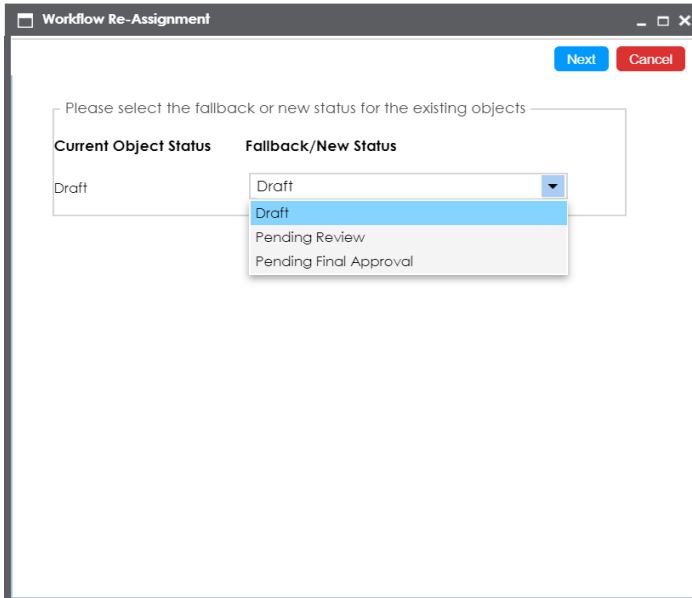 Workflow Re-Assignment
Next Cancel
Please select the fallback or new status for the existing objects
Current Object Status Fallback/New Status
Draft Draft
Draft
Pending Review
Pending Final Approval